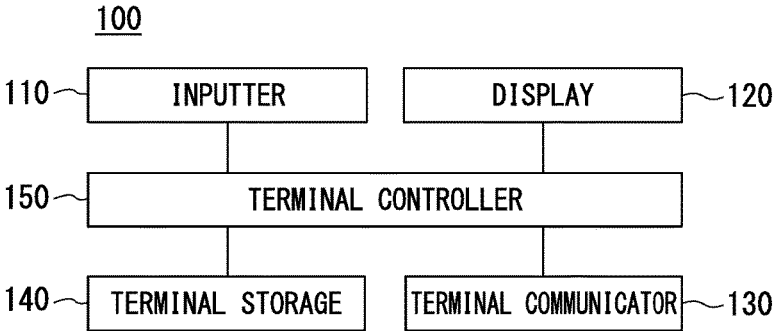 100
110 INPUTTER DISPLAY 120
150 TERMINAL CONTROLLER
140 TERMINAL STORAGE TERMINAL COMMUNICATOR 130